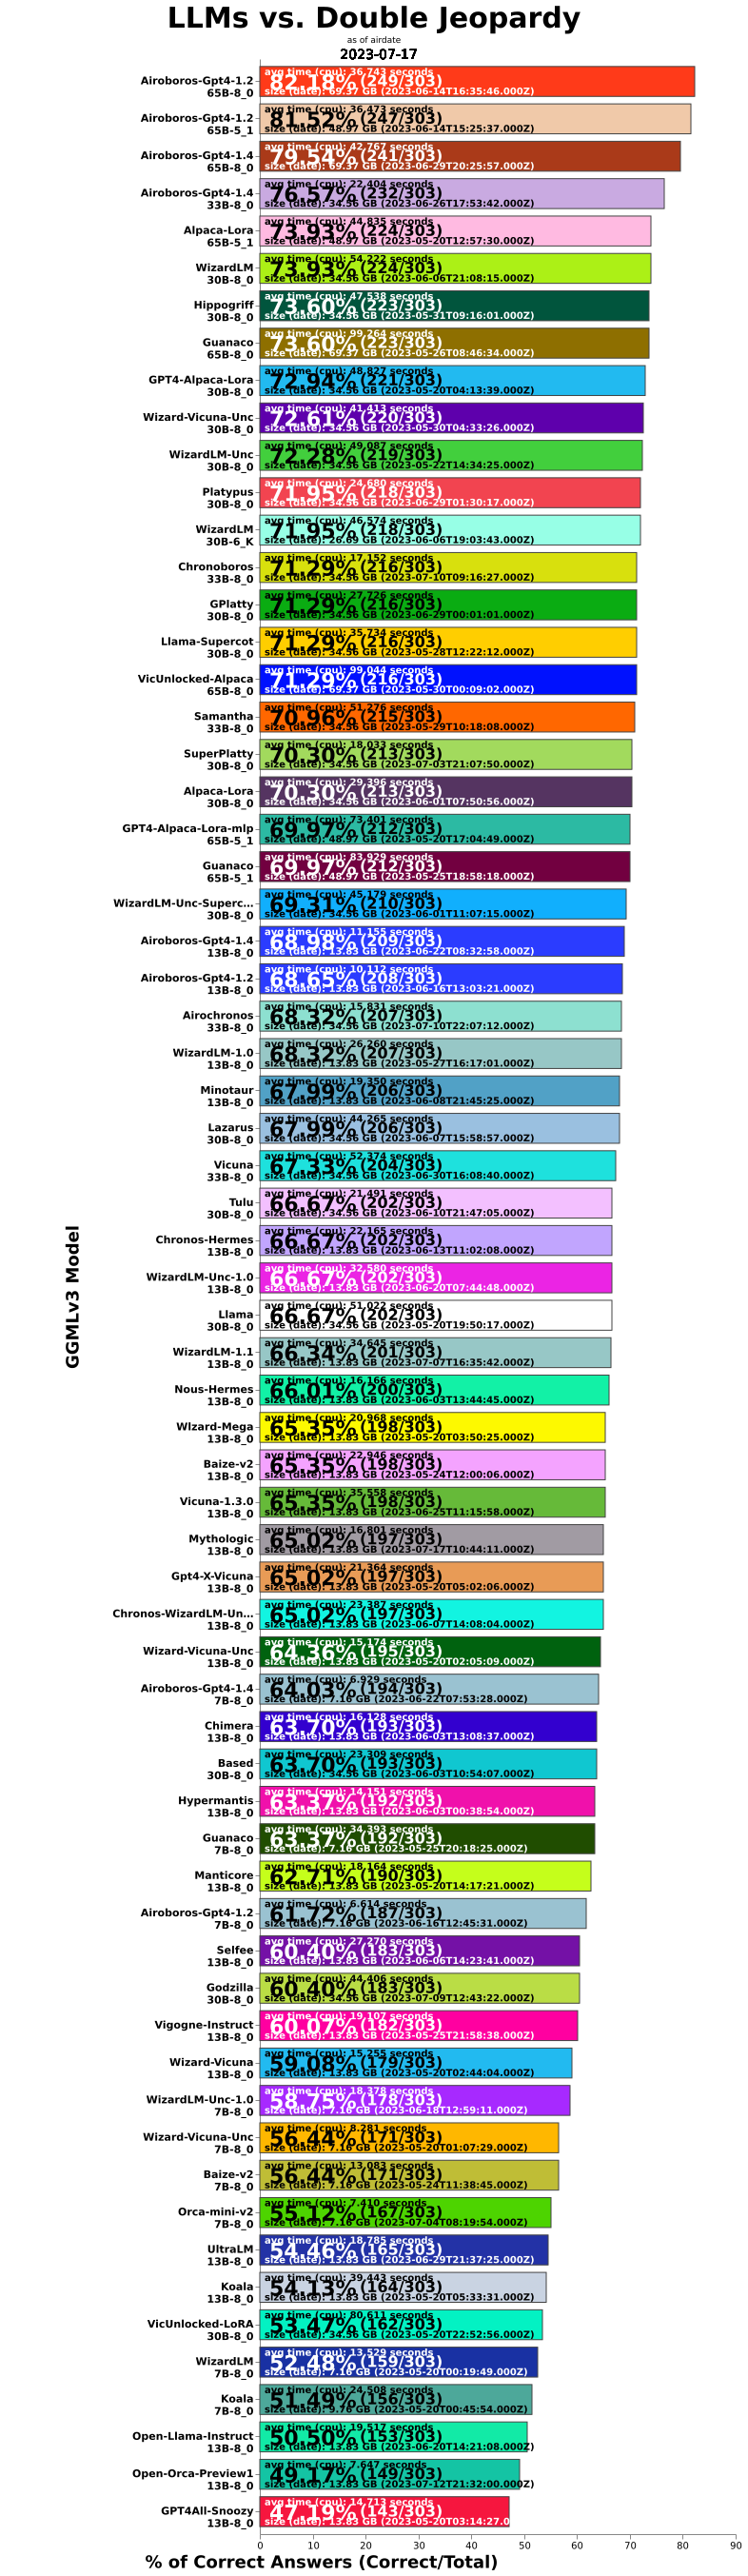 LLMs vs. Double Jeopardy
as of airdate
2023-07-17
Airoboros-Gpt4-1.2
65B-8_0
avg time (cpu): 36,743 seconds
82.18% (249/303)
size (date): 69.37 GB (2023-06-14T16:35:46.000Z)
Airoboros-Gpt4-1.2
65B-5_1
avg time (cpu): 36,473 seconds
81.52% (247/303)
size (date): 48.97 GB (2023-06-14T15:25:37.000Z)
Airoboros-Gpt4-1.4
65B-8_0
avg time (cpu): 42,767 seconds
79.54% (241/303)
size (date): 69.37 GB (2023-06-29T20:25:57.000Z)
Airoboros-Gpt4-1.4
33B-8_0
avg time (cpu): 22,404 seconds
76.57% (232/303)
size (date): 34.56 GB (2023-06-26T17:53:42.000Z)
Alpaca-Lora
65B-5_1
avg time (cpu): 44,835 seconds
73.93% (224/303)
size (date): 48.97 GB (2023-05-20T12:57:30.000Z)
WizardLM
30B-8_0
avg time (cpu): 54,222 seconds
73.93% (224/303)
size (date): 34.56 GB (2023-06-06T21:08:15.000Z)
Hippogriff
30B-8_0
avg time (cpu): 47,538 seconds
73.60% (223/303)
size (date): 34.56 GB (2023-05-31T09:16:01.000Z)
Guanaco
65B-8_0
avg time (cpu): 99,264 seconds
73.60% (223/303)
size (date): 69.37 GB (2023-05-26T08:46:34.000Z)
GPT4-Alpaca-Lora
30B-8_0
avg time (cpu): 48,827 seconds
72.94% (221/303)
size (date): 34.56 GB (2023-05-20T04:13:39.000Z)
Wizard-Vicuna-Unc
30B-8_0
avg time (cpu): 41,413 seconds
72.61% (220/303)
size (date): 34.56 GB (2023-05-30T04:33:26.000Z)
WizardLM-Unc
30B-8_0
avg time (cpu): 49,087 seconds
72.28% (219/303)
size (date): 34.56 GB (2023-05-22T14:34:25.000Z)
Platypus
30B-8_0
avg time (cpu): 24,680 seconds
71.95% (218/303)
size (date): 34.56 GB (2023-06-29T01:30:17.000Z)
WizardLM
30B-6_K
avg time (cpu): 46,574 seconds
71.95% (218/303)
size (date): 26.69 GB (2023-06-06T19:03:43.000Z)
Chronoboros
33B-8_0
avg time (cpu): 17,152 seconds
71.29% (216/303)
size (date): 34.56 GB (2023-07-10T09:16:27.000Z)
GPlatty
30B-8_0
avg time (cpu): 27,726 seconds
71.29% (216/303)
size (date): 34.56 GB (2023-06-29T00:01:01.000Z)
Llama-Supercot
30B-8_0
avg time (cpu): 35,734 seconds
71.29% (216/303)
size (date): 34.56 GB (2023-05-28T12:22:12.000Z)
VicUnlocked-Alpaca
65B-8_0
avg time (cpu): 99,044 seconds
71.29% (216/303)
size (date): 69.37 GB (2023-05-30T00:09:02.000Z)
Samantha
33B-8_0
avg time (cpu): 51,276 seconds
70.96% (215/303)
size (date): 34.56 GB (2023-05-29T10:18:08.000Z)
SuperPlatty
30B-8_0
avg time (cpu): 18,033 seconds
70.30% (213/303)
size (date): 34.56 GB (2023-07-03T21:07:50.000Z)
Alpaca-Lora
30B-8_0
avg time (cpu): 29,396 seconds
70.30% (213/303)
size (date): 34.56 GB (2023-06-01T07:50:56.000Z)
GPT4-Alpaca-Lora-mlp
65B-5_1
avg time (cpu): 73,401 seconds
69.97% (212/303)
size (date): 48.97 GB (2023-05-20T17:04:49.000Z)
Guanaco
65B-5_1
avg time (cpu): 83,929 seconds
69.97% (212/303)
size (date): 48.97 GB (2023-05-25T18:58:18.000Z)
WizardLM-Unc-Superc...
30B-8_0
avg time (cpu): 45,179 seconds
69.31% (210/303)
size (date): 34.56 GB (2023-06-01T11:07:15.000Z)
Airoboros-Gpt4-1.4
13B-8_0
avg time (cpu): 11,155 seconds
68.98% (209/303)
size (date): 13.83 GB (2023-06-22T08:32:58.000Z)
Airoboros-Gpt4-1.2
13B-8_0
avg time (cpu): 10,112 seconds
68.65% (208/303)
size (date): 13.83 GB (2023-06-16T13:03:21.000Z)
Airochronos
33B-8_0
avg time (cpu): 15,831 seconds
68.32% (207/303)
size (date): 34.56 GB (2023-07-10T22:07:12.000Z)
WizardLM-1.0
13B-8_0
avg time (cpu): 26,260 seconds
68.32% (207/303)
size (date): 13.83 GB (2023-05-27T16:17:01.000Z)
Minotaur
13B-8_0
avg time (cpu): 19,350 seconds
67.99% (206/303)
size (date): 13.83 GB (2023-06-08T21:45:25.000Z)
Lazarus
30B-8_0
avg time (cpu): 44,265 seconds
67.99% (206/303)
size (date): 34.56 GB (2023-06-07T15:58:57.000Z)
Vicuna
33B-8_0
avg time (cpu): 52,374 seconds
67.33% (204/303)
size (date): 34.56 GB (2023-06-30T16:08:40.000Z)
Tulu
30B-8_0
avg time (cpu): 21,491 seconds
66.67% (202/303)
size (date): 34.56 GB (2023-06-10T21:47:05.000Z)
Chronos-Hermes
13B-8_0
avg time (cpu): 22,165 seconds
66.67% (202/303)
size (date): 13.83 GB (2023-06-13T11:02:08.000Z)
WizardLM-Unc-1.0
13B-8_0
avg time (cpu): 32,580 seconds
66.67% (202/303)
size (date): 13.83 GB (2023-06-20T07:44:48.000Z)
Llama
30B-8_0
avg time (cpu): 51,022 seconds
66.67% (202/303)
size (date): 34.56 GB (2023-05-20T19:50:17.000Z)
WizardLM-1.1
13B-8_0
avg time (cpu): 34,645 seconds
66.34% (201/303)
size (date): 13.83 GB (2023-07-07T16:35:42.000Z)
Nous-Hermes
13B-8_0
avg time (cpu): 16,166 seconds
66.01% (200/303)
size (date): 13.83 GB (2023-06-03T13:44:45.000Z)
WIzard-Mega
13B-8_0
avg time (cpu): 20,968 seconds
65.35% (198/303)
size (date): 13.83 GB (2023-05-20T03:50:25.000Z)
Baize-v2
13B-8_0
avg time (cpu): 22,946 seconds
65.35% (198/303)
size (date): 13.83 GB (2023-05-24T12:00:06.000Z)
Vicuna-1.3.0
13B-8_0
avg time (cpu): 35,558 seconds
65.35% (198/303)
size (date): 13.83 GB (2023-06-25T11:15:58.000Z)
Mythologic
13B-8_0
avg time (cpu): 16,801 seconds
65.02% (197/303)
size (date): 13.83 GB (2023-07-17T10:44:11.000Z)
Gpt4-X-Vicuna
13B-8_0
avg time (cpu): 21,364 seconds
65.02% (197/303)
size (date): 13.83 GB (2023-05-20T05:02:06.000Z)
Chronos-WizardLM-Un...
13B-8_0
avg time (cpu): 23,387 seconds
65.02% (197/303)
size (date): 13.83 GB (2023-06-07T14:08:04.000Z)
Wizard-Vicuna-Unc
13B-8_0
avg time (cpu): 15,174 seconds
64.36% (195/303)
size (date): 13.83 GB (2023-05-20T02:05:09.000Z)
Airoboros-Gpt4-1.4
7B-8_0
avg time (cpu): 6,929 seconds
64.03% (194/303)
size (date): 7.16 GB (2023-06-22T07:53:28.000Z)
Chimera
13B-8_0
avg time (cpu): 16,128 seconds
63.70% (193/303)
size (date): 13.83 GB (2023-06-03T13:08:37.000Z)
Based
30B-8_0
avg time (cpu): 23,309 seconds
63.70% (193/303)
size (date): 34.56 GB (2023-06-03T10:54:07.000Z)
Hypermantis
13B-8_0
avg time (cpu): 14,151 seconds
63.37% (192/303)
size (date): 13.83 GB (2023-06-03T00:38:54.000Z)
Guanaco
7B-8_0
avg time (cpu): 34,393 seconds
63.37% (192/303)
size (date): 7.16 GB (2023-05-25T20:18:25.000Z)
Manticore
13B-8_0
avg time (cpu): 18,164 seconds
62.71% (190/303)
size (date): 13.83 GB (2023-05-20T14:17:21.000Z)
Airoboros-Gpt4-1.2
7B-8_0
avg time (cpu): 6,614 seconds
61.72% (187/303)
size (date): 7.16 GB (2023-06-16T12:45:31.000Z)
Selfee
13B-8_0
avg time (cpu): 27,270 seconds
60.40% (183/303)
size (date): 13.83 GB (2023-06-06T14:23:41.000Z)
Godzilla
30B-8_0
avg time (cpu): 44,406 seconds
60.40% (183/303)
size (date): 34.56 GB (2023-07-09T12:43:22.000Z)
Vigogne-Instruct
13B-8_0
avg time (cpu): 19,107 seconds
60.07% (182/303)
size (date): 13.83 GB (2023-05-25T21:58:38.000Z)
Wizard-Vicuna
13B-8_0
avg time (cpu): 15,255 seconds
59.08% (179/303)
size (date): 13.83 GB (2023-05-20T02:44:04.000Z)
WizardLM-Unc-1.0
7B-8_0
avg time (cpu): 18,378 seconds
58.75% (178/303)
size (date): 7.16 GB (2023-06-18T12:59:11.000Z)
Wizard-Vicuna-Unc
7B-8_0
avg time (cpu): 8,281 seconds
56.44% (171/303)
size (date): 7.16 GB (2023-05-20T01:07:29.000Z)
Baize-v2
7B-8_0
avg time (cpu): 13,083 seconds
56.44% (171/303)
size (date): 7.16 GB (2023-05-24T11:38:45.000Z)
Orca-mini-v2
7B-8_0
avg time (cpu): 7,410 seconds
55.12% (167/303)
size (date): 7.16 GB (2023-07-04T08:19:54.000Z)
UltraLM
13B-8_0
avg time (cpu): 18,785 seconds
54.46% (165/303)
size (date): 13.83 GB (2023-06-29T21:37:25.000Z)
Koala
13B-8_0
avg time (cpu): 39,443 seconds
54.13% (164/303)
size (date): 13.83 GB (2023-05-20T05:33:31.000Z)
VicUnlocked-LoRA
30B-8_0
avg time (cpu): 80,611 seconds
53.47% (162/303)
size (date): 34.56 GB (2023-05-20T22:52:56.000Z)
WizardLM
7B-8_0
avg time (cpu): 13,529 seconds
52.48% (159/303)
size (date): 7.16 GB (2023-05-20T00:19:49.000Z)
Koala
7B-8_0
avg time (cpu): 24,508 seconds
51.49% (156/303)
size (date): 9.76 GB (2023-05-20T00:45:54.000Z)
Open-Llama-Instruct
13B-8_0
avg time (cpu): 19,517 seconds
50.50% (153/303)
size (date): 13.83 GB (2023-06-20T14:21:08.000Z)
Open-Orca-Preview1
13B-8_0
avg time (cpu): 7,647 seconds
49.17% (149/303)
size (date): 13.83 GB (2023-07-12T21:32:00.000Z)
GPT4All-Snoozy
13B-8_0
avg time (cpu): 14,713 seconds
47.19% (143/303)
size (date): 13.83 GB (2023-05-20T03:14:27.0
GGMLv3 Model
0 10 20 30 40 50 60 70 80 90
% of Correct Answers (Correct/Total)